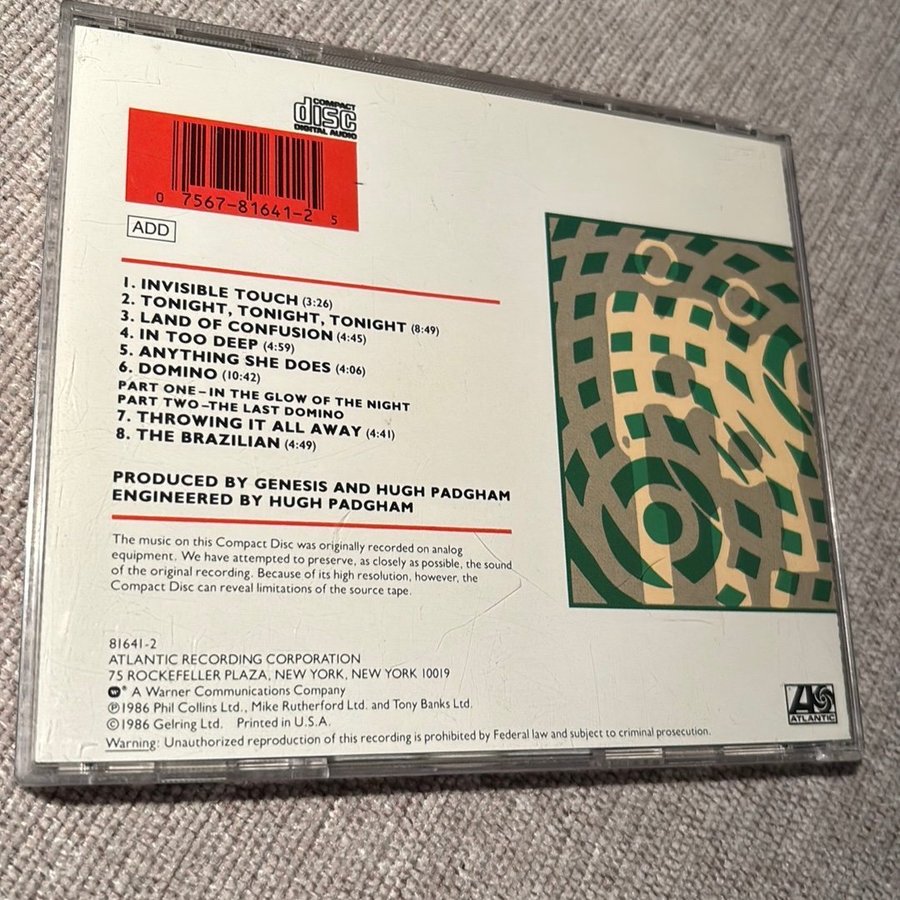 COMPACT
disc
DIGITAL AUDIO
0 7567-81641-2 5
ADD
1. INVISIBLE TOUCH (3:26)
2. TONIGHT, TONIGHT, TONIGHT (8:49)
3. LAND OF CONFUSION (4:45)
4. IN TOO DEEP (4:59)
5. ANYTHING SHE DOES (4:06)
6. DOMINO (10:42)
PART ONE–IN THE GLOW OF THE NIGHT
PART TWO–THE LAST DOMINO
7. THROWING IT ALL AWAY (4:41)
8. THE BRAZILIAN (4:49)
PRODUCED BY GENESIS AND HUGH PADGHAM
ENGINEERED BY HUGH PADGHAM
The music on this Compact Disc was originally recorded on analog
equipment. We have attempted to preserve, as closely as possible, the sound
of the original recording. Because of its high resolution, however, the
Compact Disc can reveal limitations of the source tape.
81641-2
ATLANTIC RECORDING CORPORATION
75 ROCKEFELLER PLAZA, NEW YORK, NEW YORK 10019
® A Warner Communications Company
℗1986 Phil Collins Ltd., Mike Rutherford Ltd. and Tony Banks Ltd.
©1986 Gelring Ltd. Printed in U.S.A.
Warning: Unauthorized reproduction of this recording is prohibited by Federal law and subject to criminal prosecution.
ATLANTIC